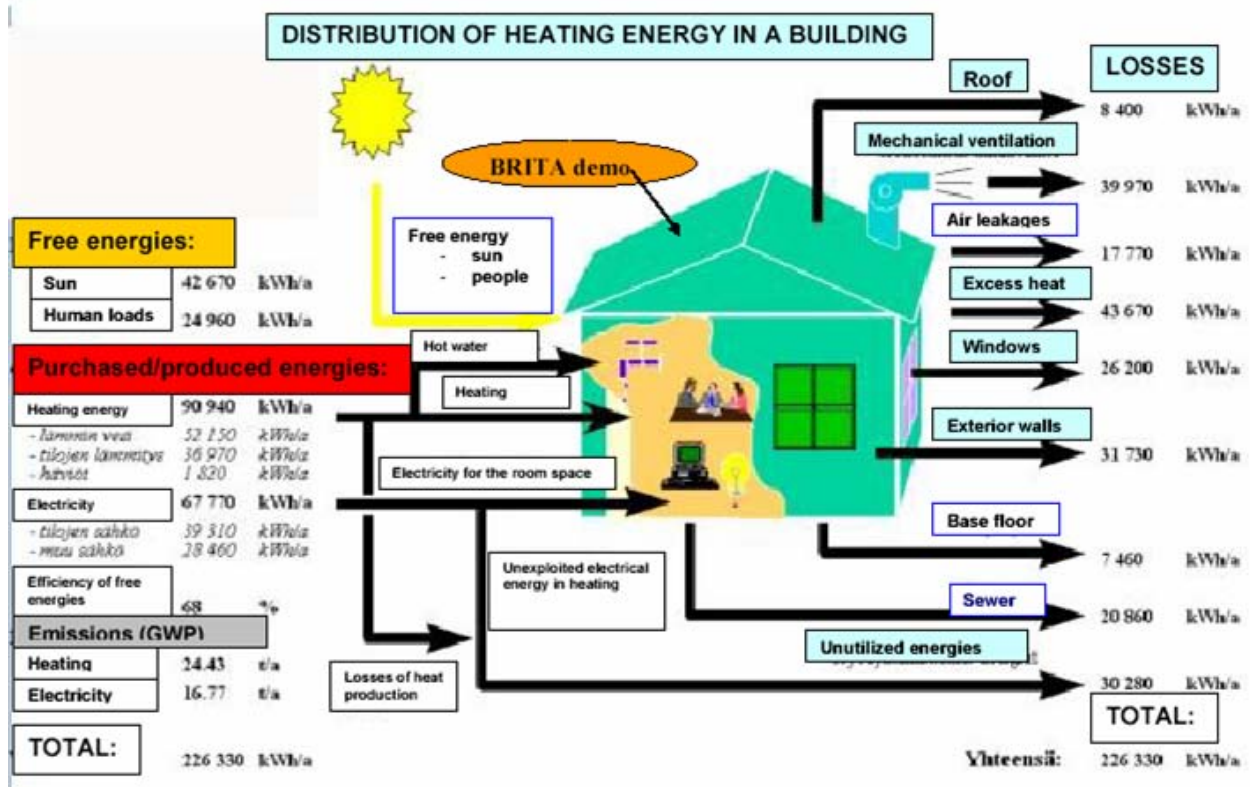 DISTRIBUTION OF HEATING ENERGY IN A BUILDING
LOSSES
Roof
8 400 kWh/a
Mechanical ventilation
39 970 kWh/a
BRITA demo
Air leakages
17 770 kWh/a
Free energies:
Sun 42 670 kWh/a
Human loads 24 960 kWh/a
Free energy
- sun
- people
Excess heat
43 670 kWh/a
Windows
26 200 kWh/a
Purchased/produced energies:
Hot water
Heating
Heating energy 90 940 kWh/a
- lämmin vesi 52 150 kWh/a
- tilojen lämmitys 36 970 kWh/a
- häviöt 1 820 kWh/a
Exterior walls
31 730 kWh/a
Electricity for the room space
Electricity 67 770 kWh/a
- tilojen sähkö 39 310 kWh/a
- muu sähkö 28 460 kWh/a
Base floor
7 460 kWh/a
Unexploited electrical
energy in heating
Efficiency of free
energies 68 %
Sewer
20 860 kWh/a
Emissions (GWP)
Heating 24.43 t/a
Electricity 16.77 t/a
Losses of heat
production
Unutilized energies
30 280 kWh/a
TOTAL:
226 330 kWh/a
TOTAL:
Yhteensä: 226 330 kWh/a